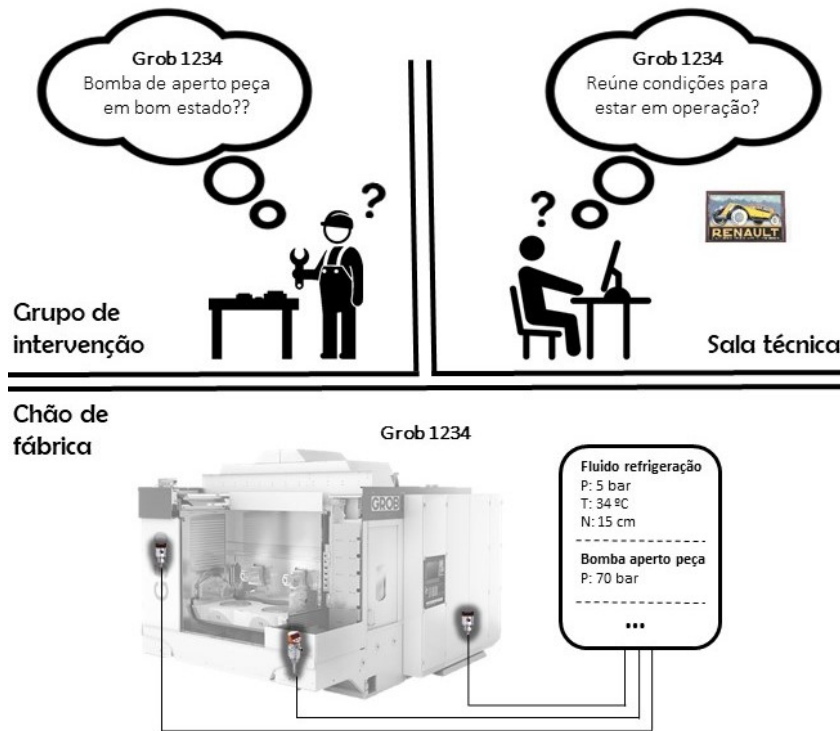 Grob 1234
Bomba de aperto peça
em bom estado??
?
Grupo de
intervenção
Grob 1234
Reúne condições para
estar em operação?
?
RENAULT
Sala técnica
Chão de
fábrica
Grob 1234
GROB
Fluido refrigeração
P: 5 bar
T: 34 ºC
N: 15 cm
Bomba aperto peça
P: 70 bar
...